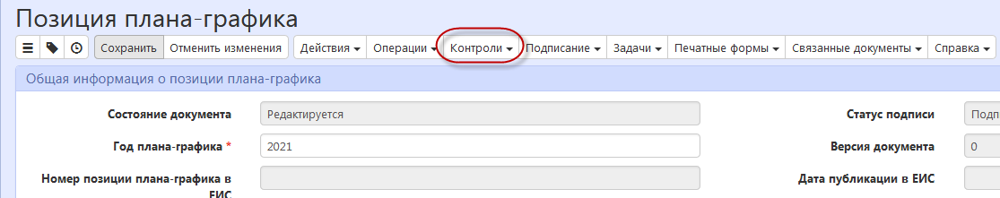 Позиция плана-графика
Сохранить Отменить изменения Действия Операции Контроли Подписание Задачи Печатные формы Связанные документы Справка
Общая информация о позиции плана-графика
Состояние документа Редактируется Статус подписи Подп
Год плана-графика * 2021 Версия документа 0
Номер позиции плана-графика в Дата публикации в ЕИС
ЕИС